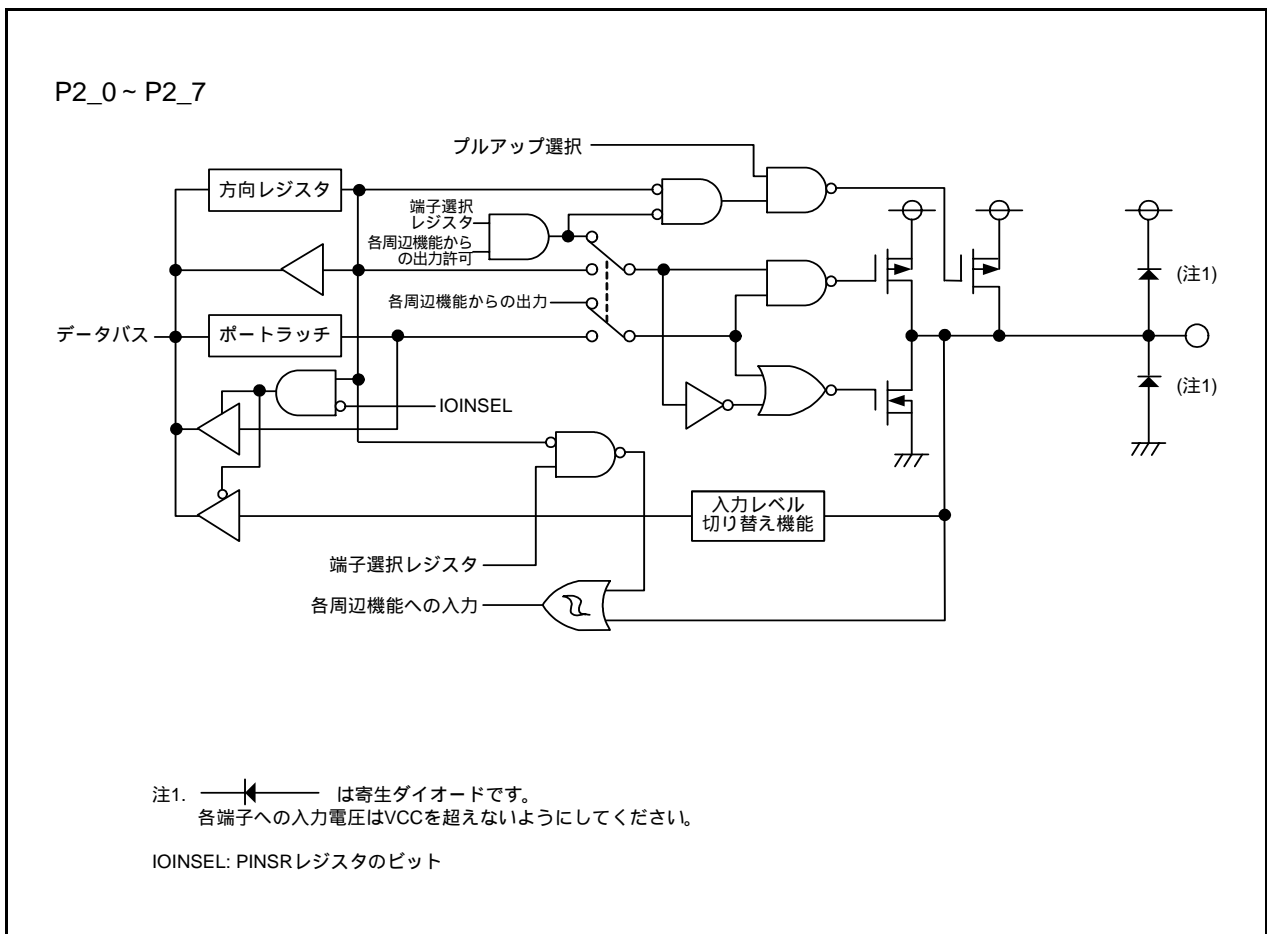 P2_0 ~ P2_7
プルアップ選択
方向レジスタ
端子選択
レジスタ
各周辺機能から
の出力許可
各周辺機能からの出力
データバス
ポートラッチ
IOINSEL
入力レベル
切り替え機能
端子選択レジスタ
各周辺機能への入力
(注1)
(注1)
注1. は寄生ダイオードです。
各端子への入力電圧はVCCを超えないようにしてください。
IOINSEL: PINSRレジスタのビット